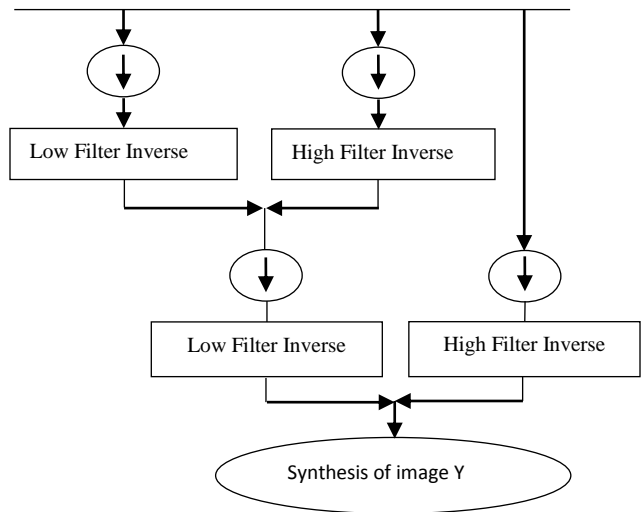 Low Filter Inverse
High Filter Inverse
Low Filter Inverse
High Filter Inverse
Synthesis of image Y